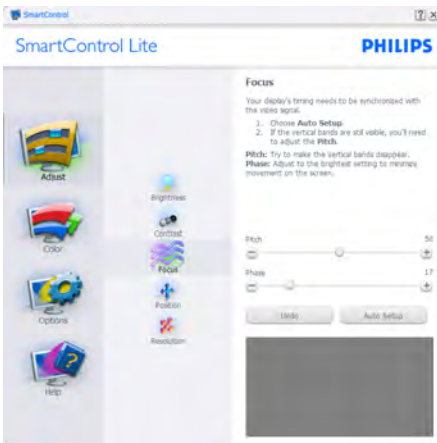 SmartControl
SmartControl Lite
PHILIPS
Adjust
Color
Options
Help
Brightness
Contrast
Focus
Position
Resolution
Focus
Your display's timing needs to be synchronized with
the video signal.
1. Choose Auto Setup.
2. If the vertical bands are still visible, you'll need
to adjust the Pitch.
Pitch: Try to make the vertical bands disappear.
Phase: Adjust to the brightest setting to minimize
movement on the screen.
Pitch 50
Phase 17
Undo Auto Setup